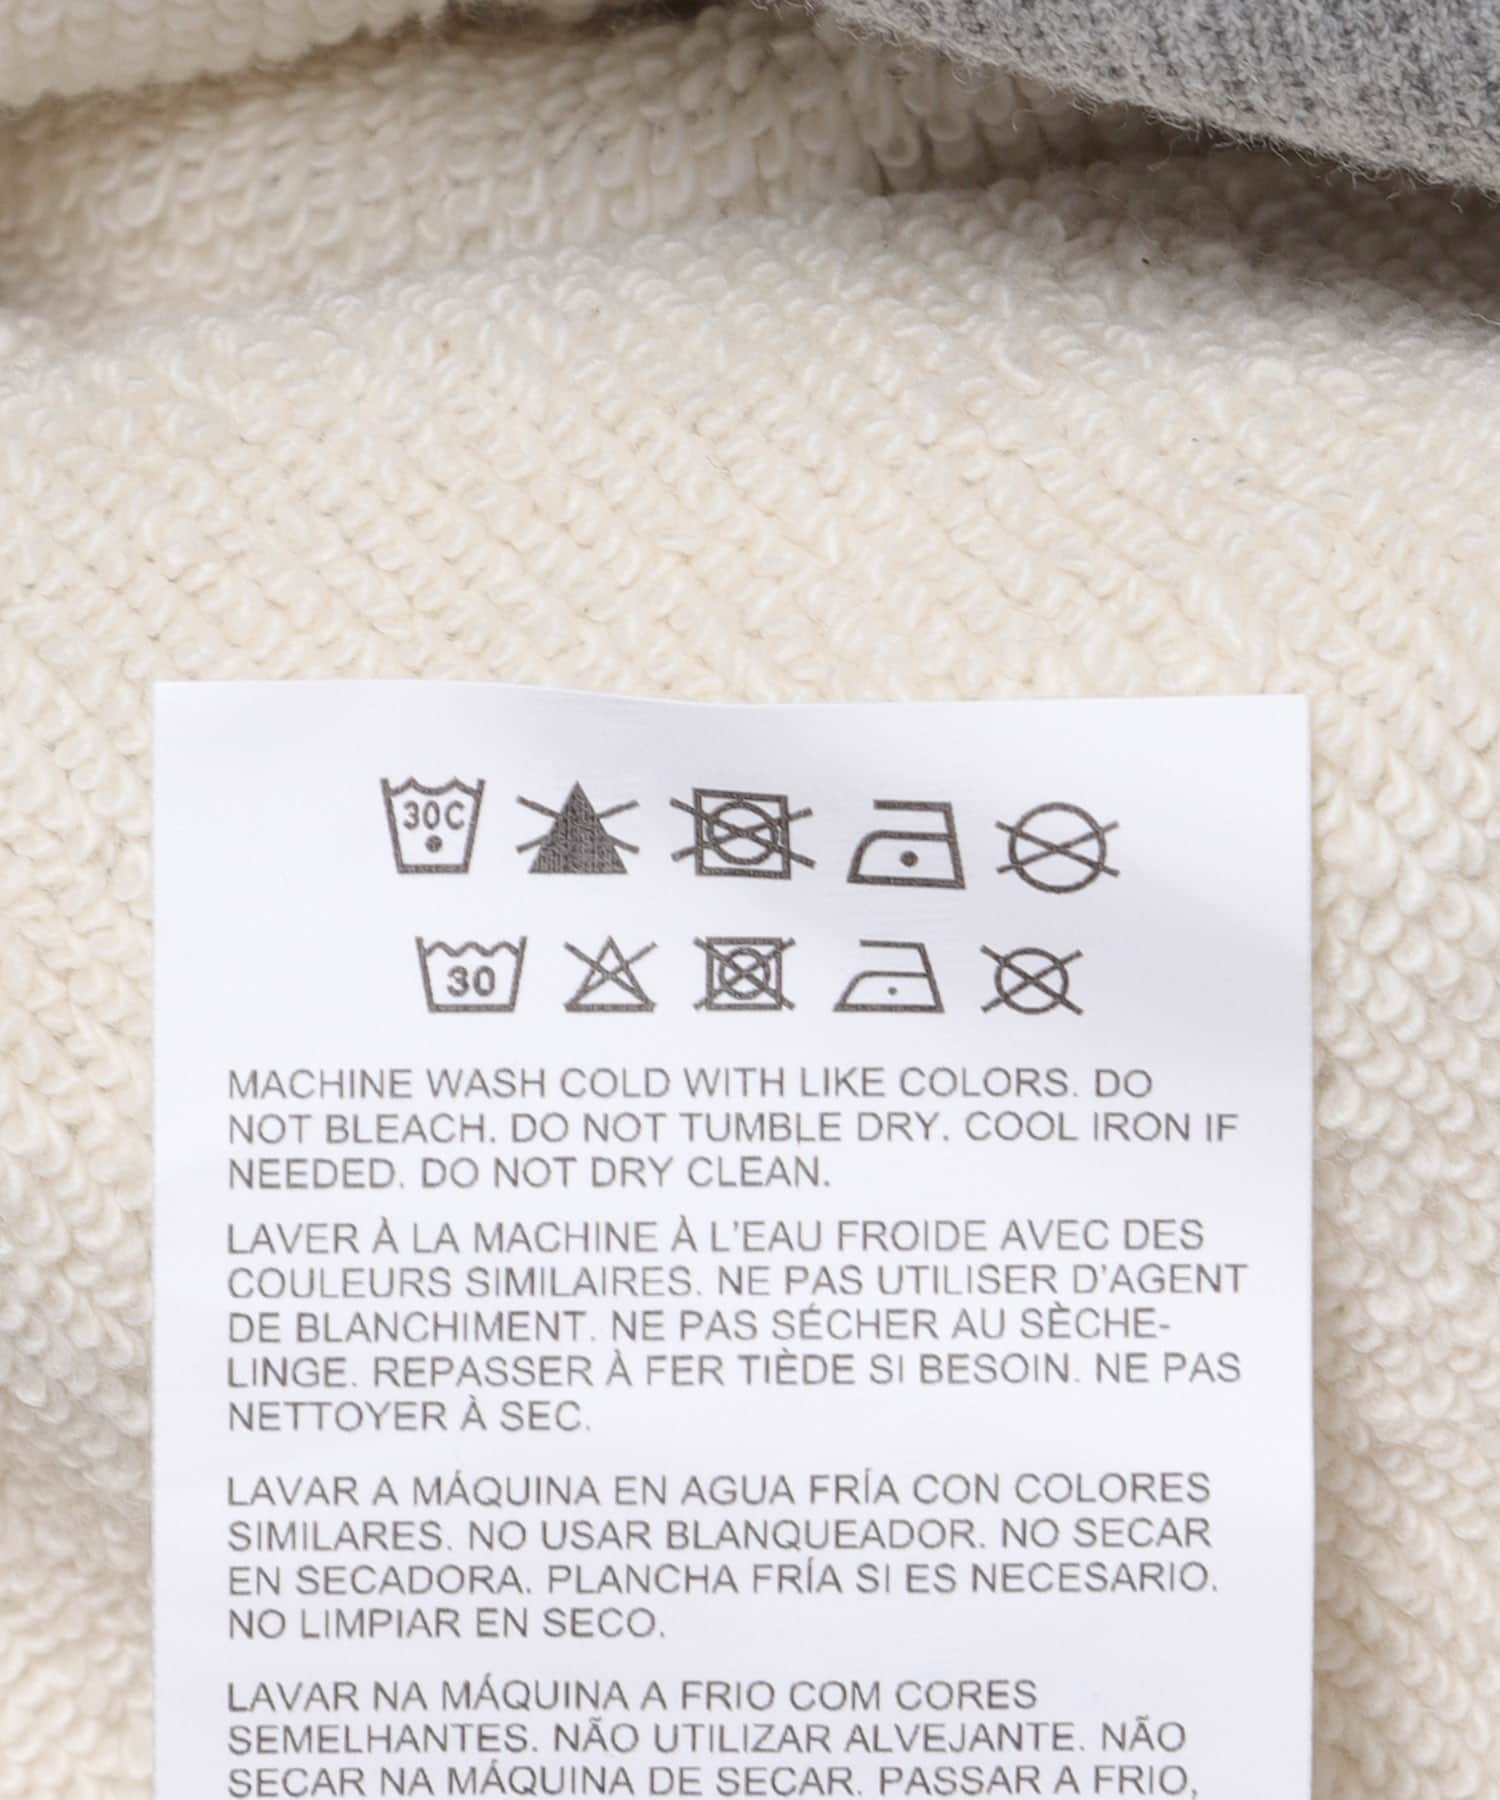 30C
30
MACHINE WASH COLD WITH LIKE COLORS. DO
NOT BLEACH. DO NOT TUMBLE DRY. COOL IRON IF
NEEDED. DO NOT DRY CLEAN.
LAVER À LA MACHINE À L'EAU FROIDE AVEC DES
COULEURS SIMILAIRES. NE PAS UTILISER D'AGENT
DE BLANCHIMENT. NE PAS SÉCHER AU SÈCHE-
LINGE. REPASSER À FER TIÈDE SI BESOIN. NE PAS
NETTOYER À SEC.
LAVAR A MÁQUINA EN AGUA FRÍA CON COLORES
SIMILARES. NO USAR BLANQUEADOR. NO SECAR
EN SECADORA. PLANCHA FRÍA SI ES NECESARIO.
NO LIMPIAR EN SECO.
LAVAR NA MÁQUINA A FRIO COM CORES
SEMELHANTES. NÃO UTILIZAR ALVEJANTE. NÃO
SECAR NA MÁQUINA DE SECAR. PASSAR A FRIO,